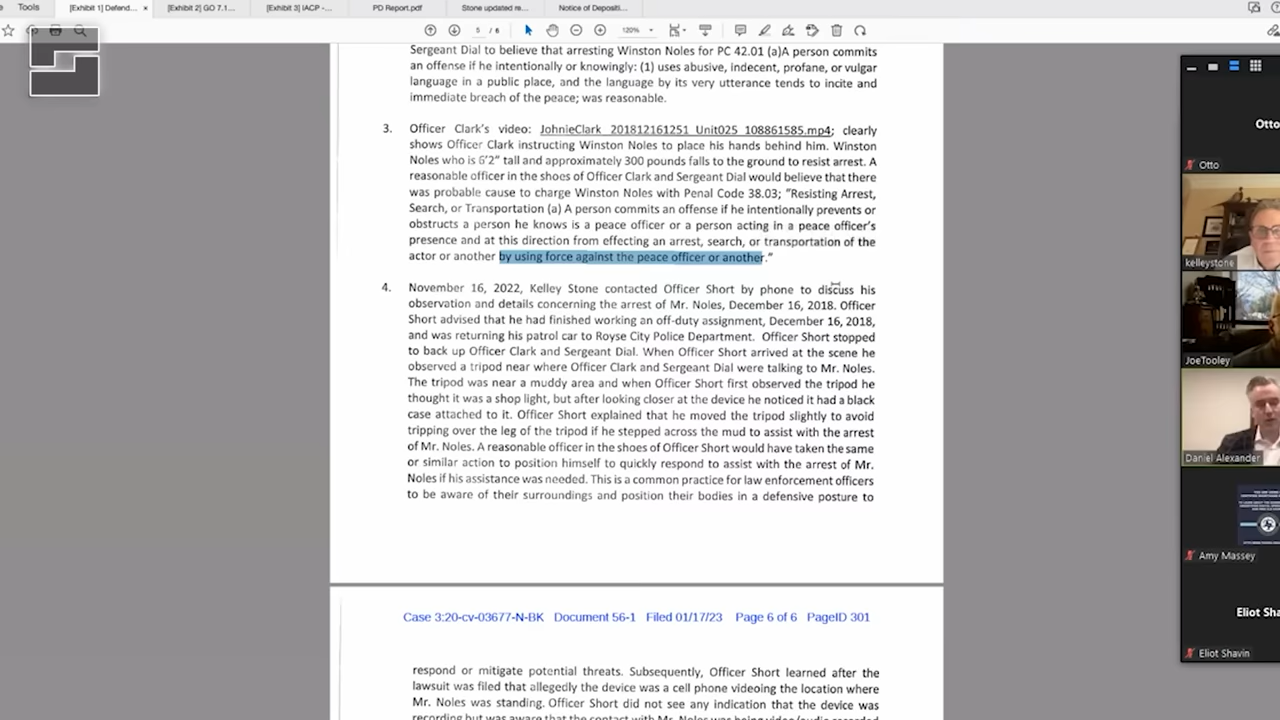 Tools
[Exhibit 1] Defend...
[Exhibit 2] GO 7.1...
[Exhibit 3] IACP -...
PD Report.pdf
Stone updated re...
Notice of Depositi...
5 / 6
120%
Sergeant Dial to believe that arresting Winston Noles for PC 42.01 (a)A person commits
an offense if he intentionally or knowingly: (1) uses abusive, indecent, profane, or vulgar
language in a public place, and the language by its very utterance tends to incite and
immediate breach of the peace; was reasonable.
3. Officer Clark's video: JohnieClark_201812161251_Unit025_108861585.mp4; clearly
shows Officer Clark instructing Winston Noles to place his hands behind him. Winston
Noles who is 6'2" tall and approximately 300 pounds falls to the ground to resist arrest. A
reasonable officer in the shoes of Officer Clark and Sergeant Dial would believe that there
was probable cause to charge Winston Noles with Penal Code 38.03; "Resisting Arrest,
Search, or Transportation (a) A person commits an offense if he intentionally prevents or
obstructs a person he knows is a peace officer or a person acting in a peace officer's
presence and at this direction from effecting an arrest, search, or transportation of the
actor or another by using force against the peace officer or another."
4. November 16, 2022, Kelley Stone contacted Officer Short by phone to discuss his
observation and details concerning the arrest of Mr. Noles, December 16, 2018. Officer
Short advised that he had finished working an off-duty assignment, December 16, 2018,
and was returning his patrol car to Royse City Police Department. Officer Short stopped
to back up Officer Clark and Sergeant Dial. When Officer Short arrived at the scene he
observed a tripod near where Officer Clark and Sergeant Dial were talking to Mr. Noles.
The tripod was near a muddy area and when Officer Short first observed the tripod he
thought it was a shop light, but after looking closer at the device he noticed it had a black
case attached to it. Officer Short explained that he moved the tripod slightly to avoid
tripping over the leg of the tripod if he stepped across the mud to assist with the arrest
of Mr. Noles. A reasonable officer in the shoes of Officer Short would have taken the same
or similar action to position himself to quickly respond to assist with the arrest of Mr.
Noles if his assistance was needed. This is a common practice for law enforcement officers
to be aware of their surroundings and position their bodies in a defensive posture to
Case 3:20-cv-03677-N-BK Document 56-1 Filed 01/17/23 Page 6 of 6 PageID 301
respond or mitigate potential threats. Subsequently, Officer Short learned after the
lawsuit was filed that allegedly the device was a cell phone videoing the location where
Mr. Noles was standing. Officer Short did not see any indication that the device was
recording but was aware that the contact with Mr. Noles was being video/audio recorded
Otto
Otto
kelleystone
JoeTooley
Daniel Alexander
Amy Massey
Eliot Sha
Eliot Shavin